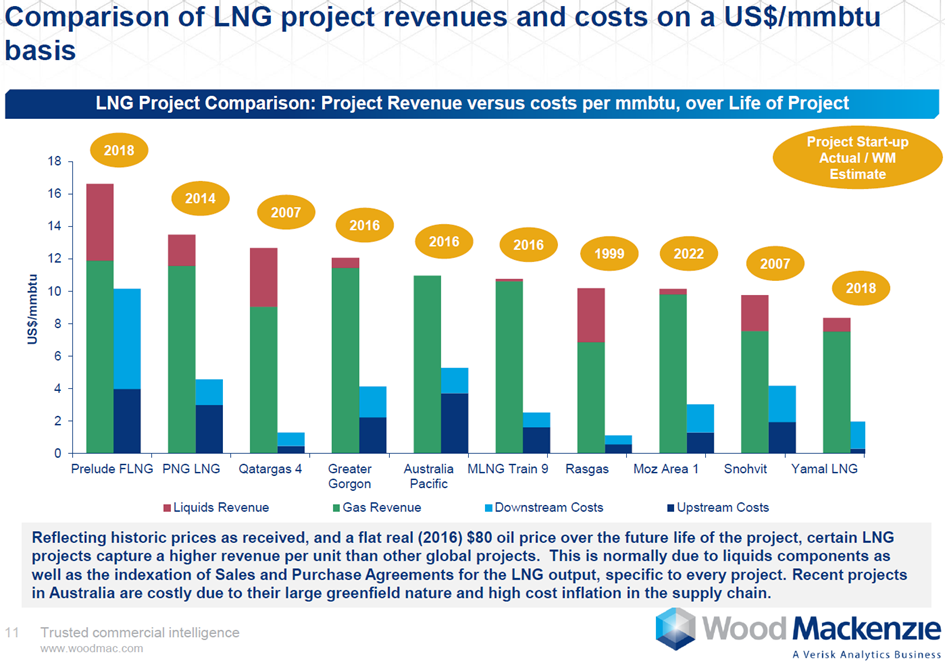 Comparison of LNG project revenues and costs on a US$/mmbtu
basis
LNG Project Comparison: Project Revenue versus costs per mmbtu, over Life of Project
Project Start-up
Actual / WM
Estimate
2018
2014
2007
2016
2016
2016
1999
2022
2007
2018
US$/mmbtu
18
16
14
12
10
8
6
4
2
0
Prelude FLNG
PNG LNG
Qatargas 4
Greater
Gorgon
Australia
Pacific
MLNG Train 9
Rasgas
Moz Area 1
Snohvit
Yamal LNG
Liquids Revenue
Gas Revenue
Downstream Costs
Upstream Costs
Reflecting historic prices as received, and a flat real (2016) $80 oil price over the future life of the project, certain LNG
projects capture a higher revenue per unit than other global projects.  This is normally due to liquids components as
well as the indexation of Sales and Purchase Agreements for the LNG output, specific to every project. Recent projects
in Australia are costly due to their large greenfield nature and high cost inflation in the supply chain.
11 Trusted commercial intelligence
www.woodmac.com
Wood Mackenzie
A Verisk Analytics Business